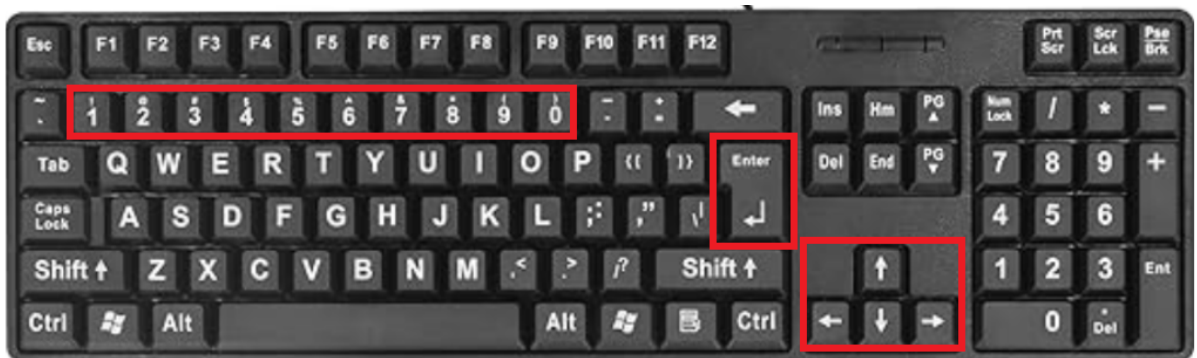 Esc F1 F2 F3 F4 F5 F6 F7 F8 F9 F10 F11 F12 Prt Scr Scr Lck Pse Brk
~ ! 1 @ 2 # 3 $ 4 % 5 ^ 6 & 7 * 8 ( 9 ) 0 - + = Ins Hm PG Num Lock / * -
Tab Q W E R T Y U I O P {[ ]} Enter Del End PG 7 8 9 +
Caps Lock A S D F G H J K L ;: ," \| 4 5 6
Shift Z X C V B N M ,< .> /? Shift 1 2 3 Ent
Ctrl Alt Alt Ctrl 0 . Del